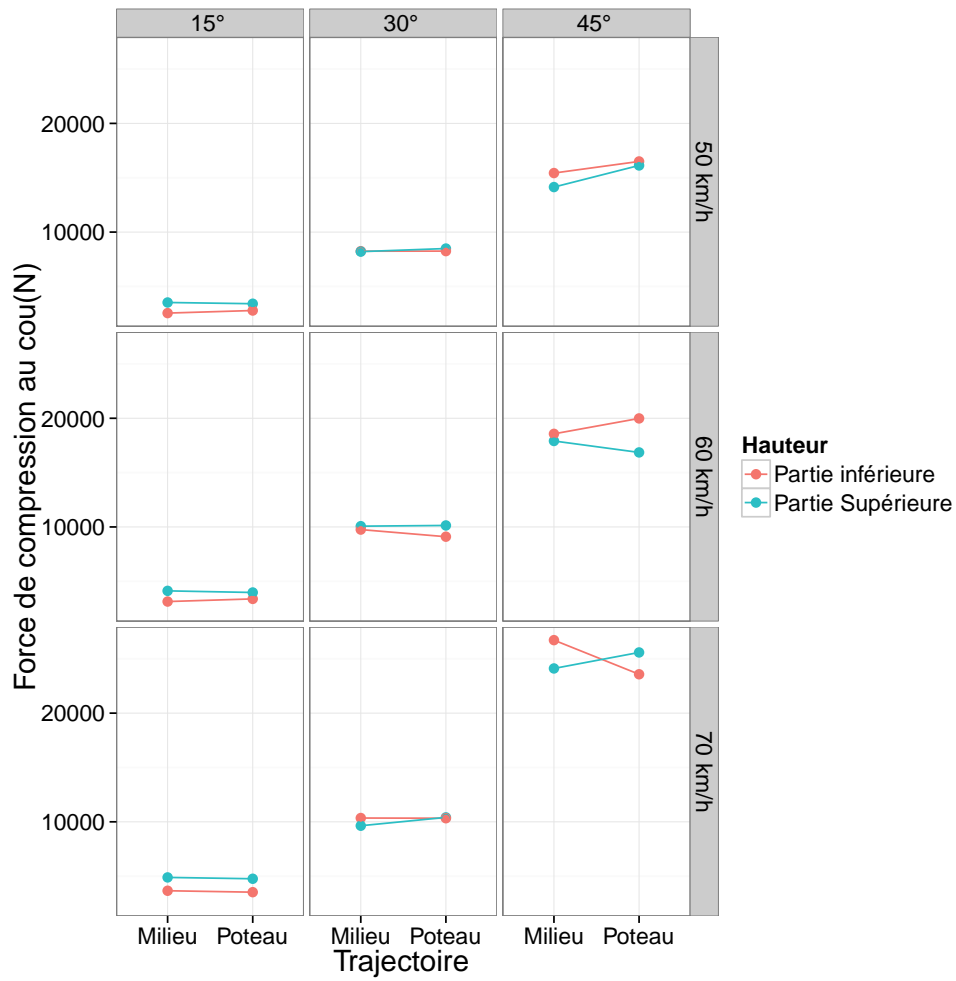 15° 30° 45°
Force de compression au cou(N)
20000
10000
50 km/h
20000
10000
60 km/h
20000
10000
70 km/h
Milieu Poteau Milieu Poteau Milieu Poteau
Trajectoire
Hauteur
Partie inférieure
Partie Supérieure